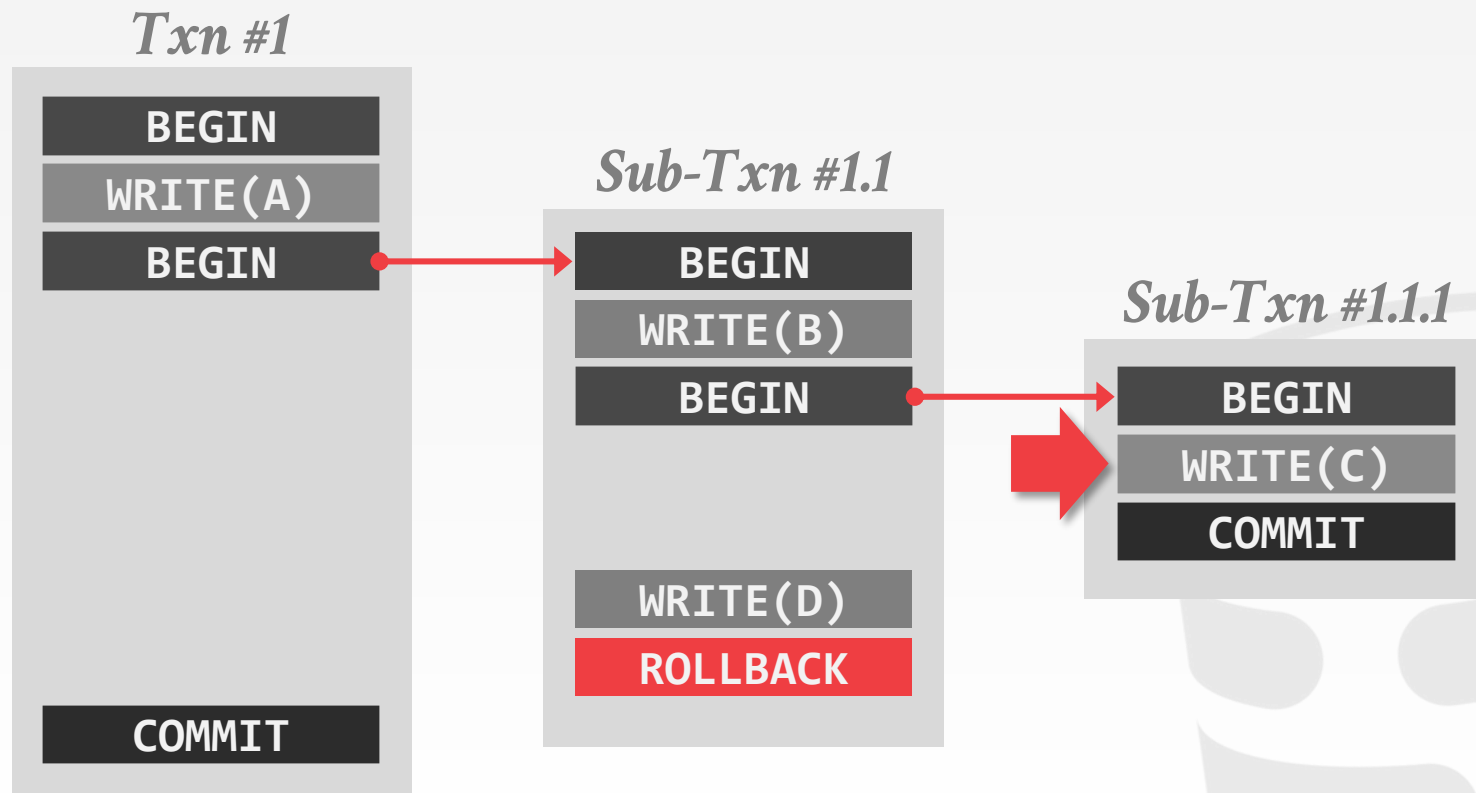 Txn #1
BEGIN
WRITE(A)
BEGIN
COMMIT
Sub-Txn #1.1
BEGIN
WRITE(B)
BEGIN
WRITE(D)
ROLLBACK
Sub-Txn #1.1.1
BEGIN
WRITE(C)
COMMIT